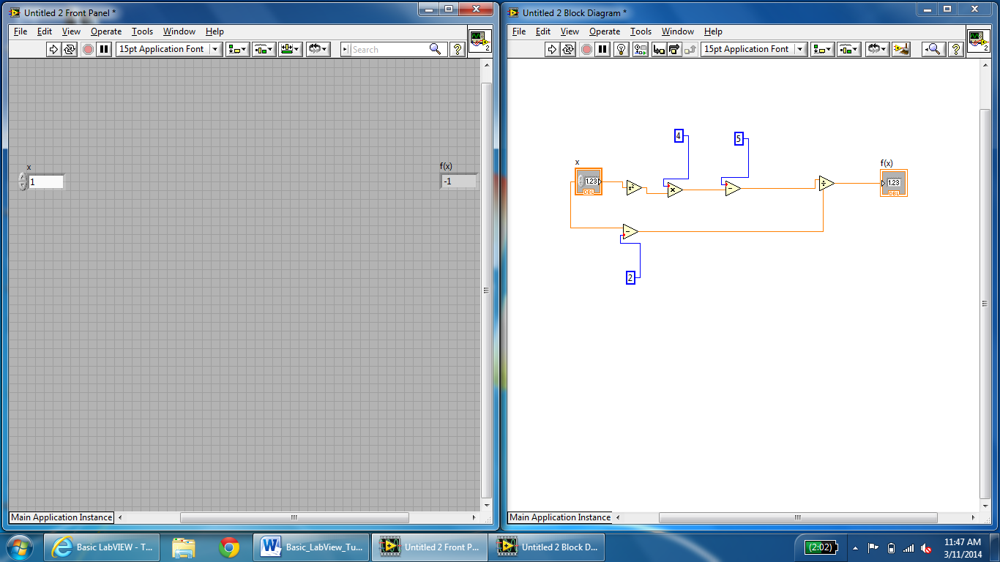 Untitled 2 Front Panel *
File Edit View Operate Tools Window Help
15pt Application Font
Search
?
2
x
1
f(x)
-1
Main Application Instance
Untitled 2 Block Diagram *
File Edit View Operate Tools Window Help
15pt Application Font
?
2
4
5
x
1.23
DBL
x²
×
−
÷
f(x)
1.23
DBL
−
2
Main Application Instance
Basic LabVIEW - T...
Basic_LabView_Tu...
Untitled 2 Front P...
Untitled 2 Block D...
(2:02)
11:47 AM
3/11/2014